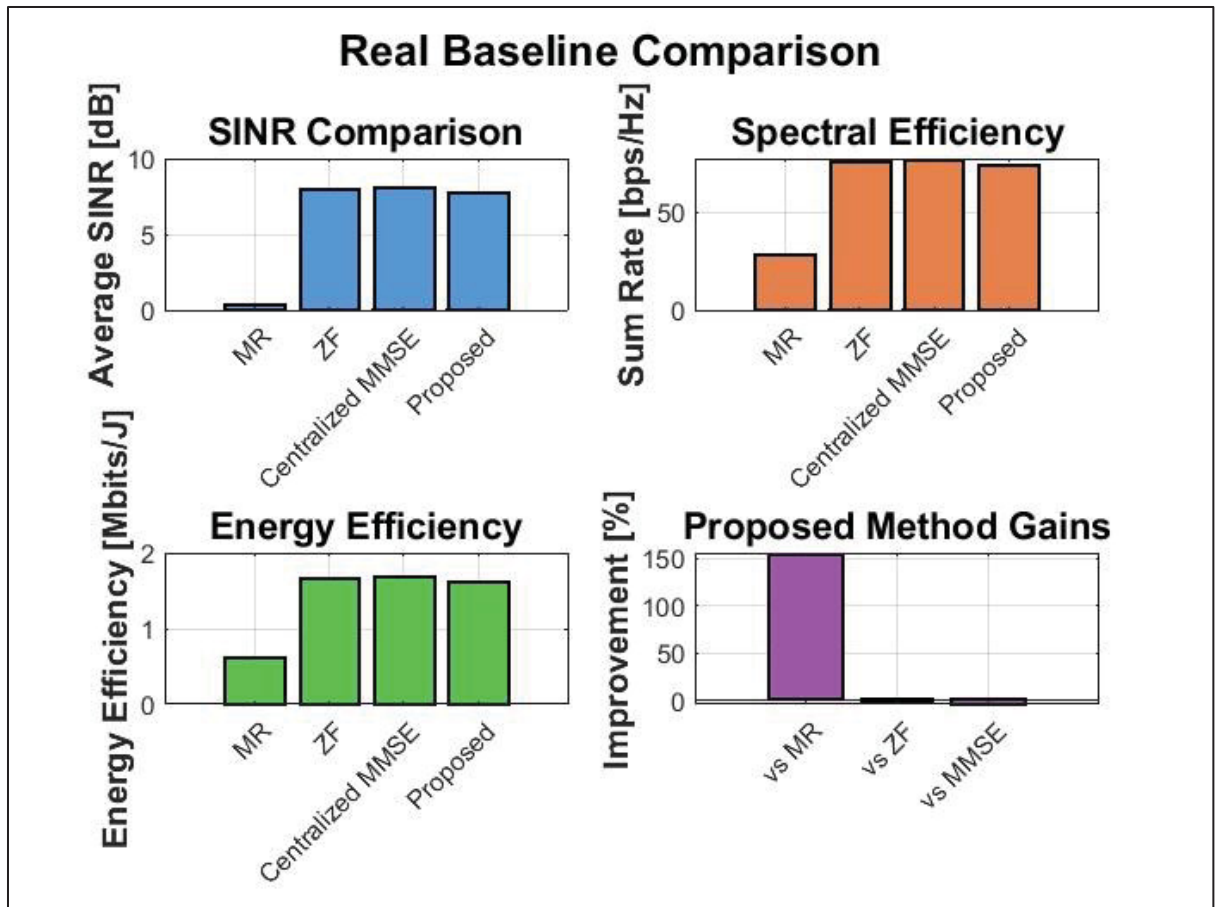 Real Baseline Comparison
SINR Comparison
Average SINR [dB]
10
5
0
MR
ZF
Centralized MMSE
Proposed
Spectral Efficiency
Sum Rate [bps/Hz]
50
0
MR
ZF
Centralized MMSE
Proposed
Energy Efficiency
Energy Efficiency [Mbits/J]
2
1
0
MR
ZF
Centralized MMSE
Proposed
Proposed Method Gains
Improvement [%]
150
100
50
0
vs MR
vs ZF
vs MMSE